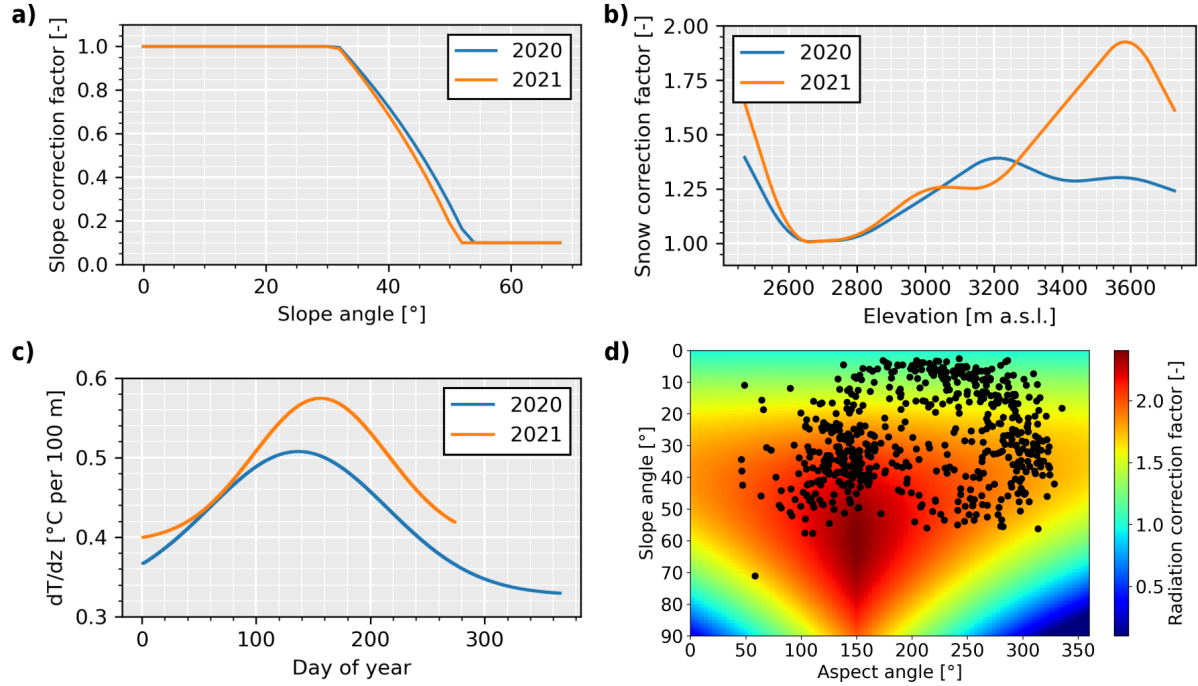 a)
Slope correction factor [-]
1.0
0.8
0.6
0.4
0.2
0.0
2020
2021
0 20 40 60
Slope angle [°]
b)
Snow correction factor [-]
2.00
1.75
1.50
1.25
1.00
2020
2021
2600 2800 3000 3200 3400 3600
Elevation [m a.s.l.]
c)
dT/dz [°C per 100 m]
0.6
0.5
0.4
0.3
2020
2021
0 100 200 300
Day of year
d)
Slope angle [°]
0
10
20
30
40
50
60
70
80
90
0 50 100 150 200 250 300 350
Aspect angle [°]
2.0
1.5
1.0
0.5
Radiation correction factor [-]